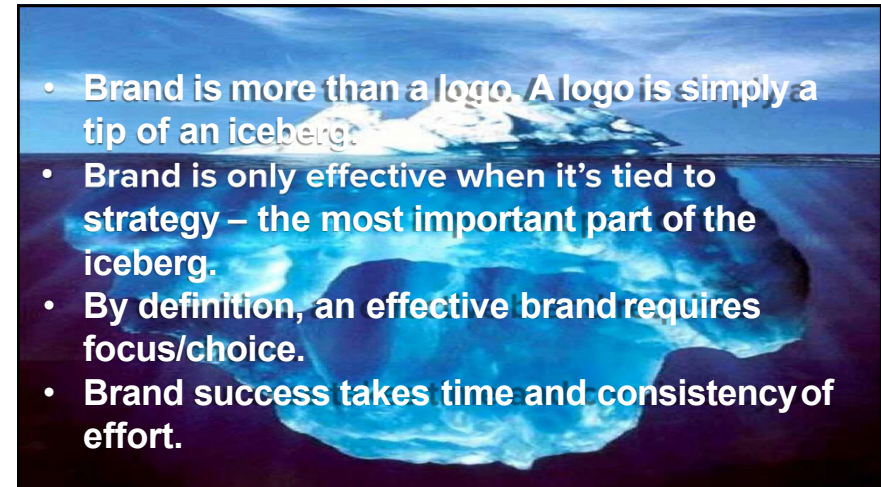 • Brand is more than a logo. A logo is simply a
tip of an iceberg.
• Brand is only effective when it’s tied to
strategy – the most important part of the
iceberg.
• By definition, an effective brand requires
focus/choice.
• Brand success takes time and consistency of
effort.